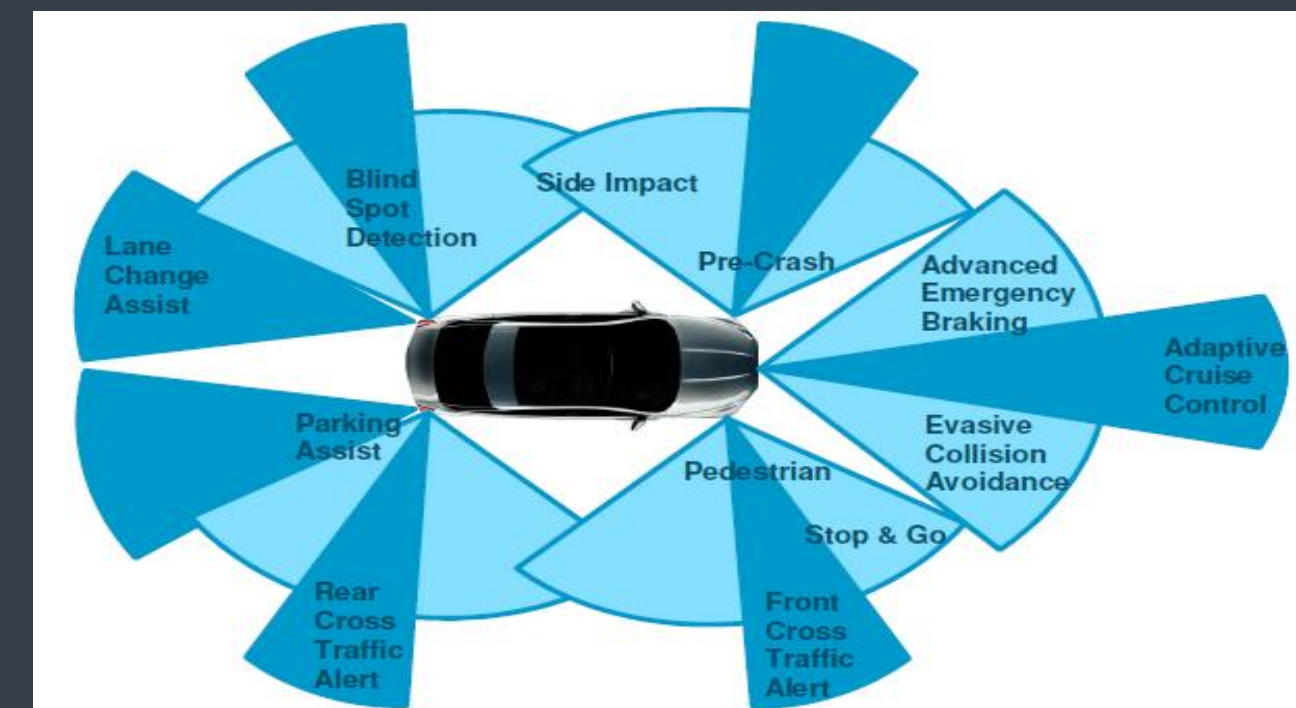 Blind
Spot
Detection
Side Impact
Lane
Change
Assist
Pre-Crash
Advanced
Emergency
Braking
Adaptive
Cruise
Control
Parking
Assist
Evasive
Collision
Avoidance
Pedestrian
Stop & Go
Rear
Cross
Traffic
Alert
Front
Cross
Traffic
Alert